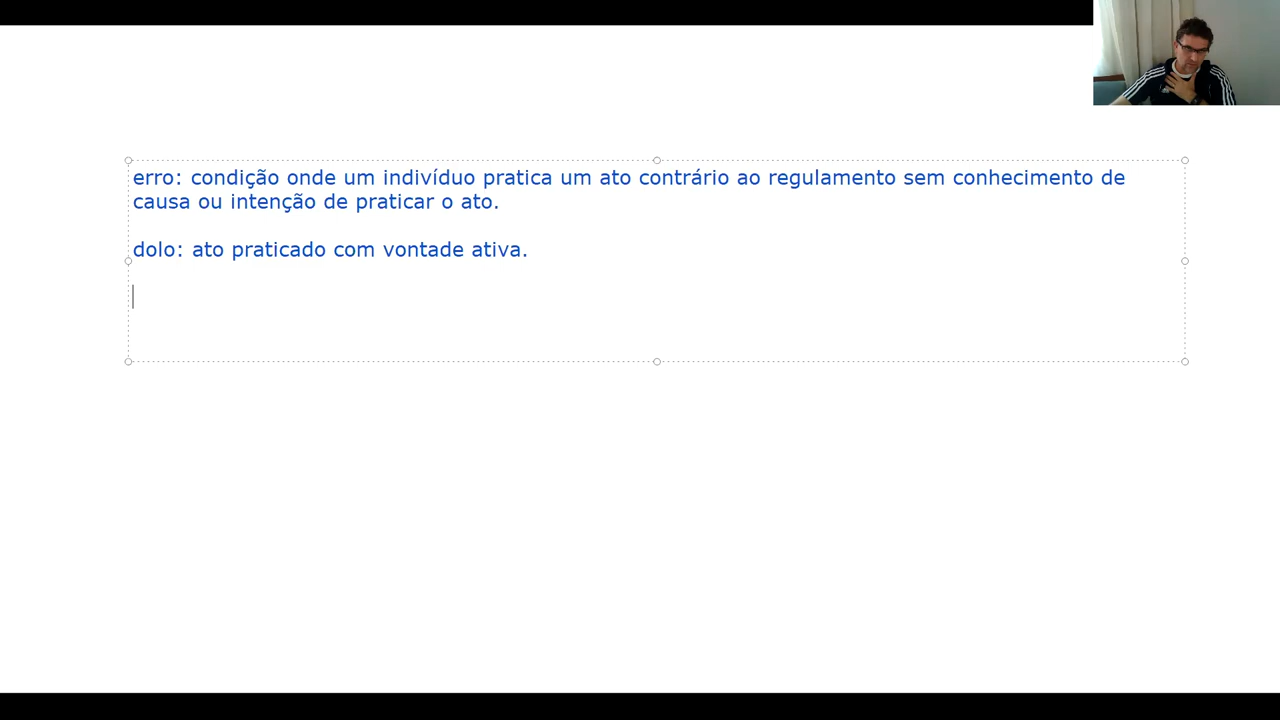 erro: condição onde um indivíduo pratica um ato contrário ao regulamento sem conhecimento de
causa ou intenção de praticar o ato.
dolo: ato praticado com vontade ativa.